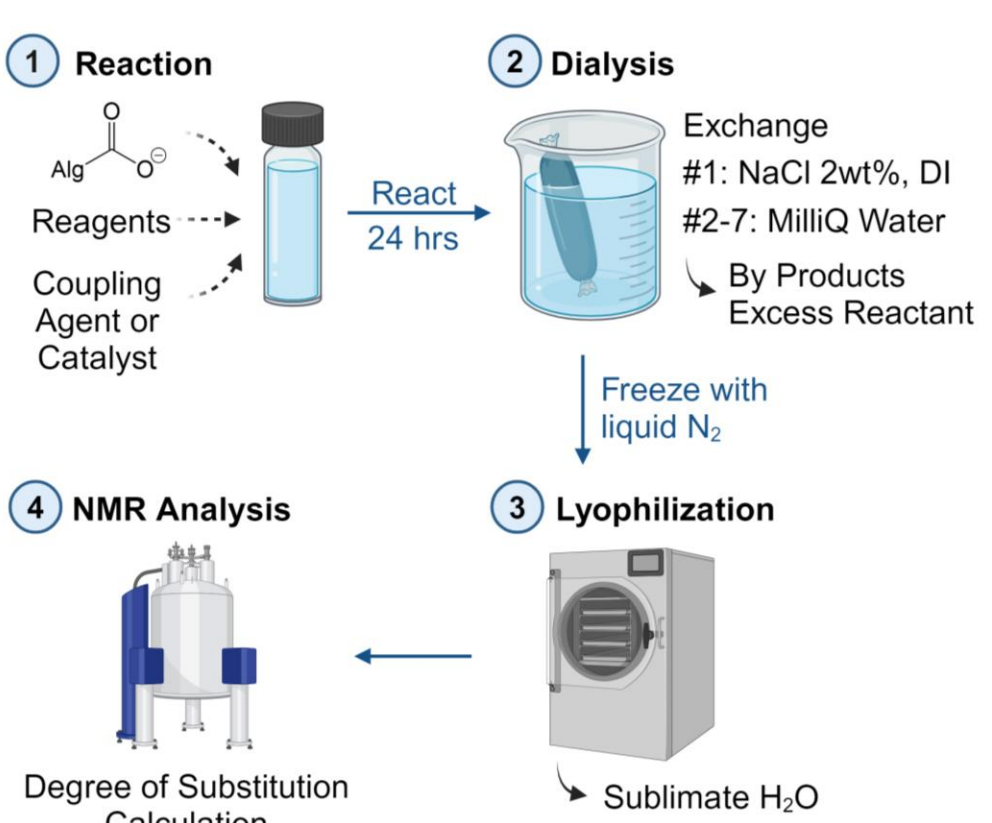 1 Reaction
O
Alg
O⊖
Reagents
Coupling
Agent or
Catalyst
React
24 hrs
2 Dialysis
Exchange
#1: NaCl 2wt%, DI
#2-7: MilliQ Water
By Products
Excess Reactant
Freeze with
liquid N₂
3 Lyophilization
Sublimate H₂O
4 NMR Analysis
Degree of Substitution
Calculation